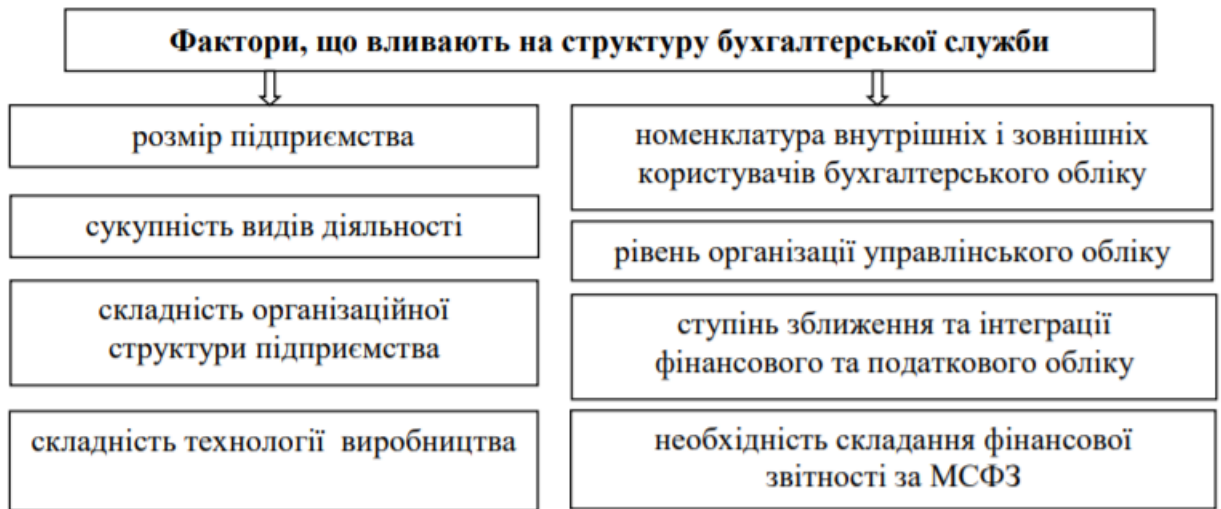 Фактори, що вливають на структуру бухгалтерської служби
розмір підприємства
сукупність видів діяльності
складність організаційної
структури підприємства
складність технології виробництва
номенклатура внутрішніх і зовнішніх
користувачів бухгалтерського обліку
рівень організації управлінського обліку
ступінь зближення та інтеграції
фінансового та податкового обліку
необхідність складання фінансової
звітності за МСФЗ